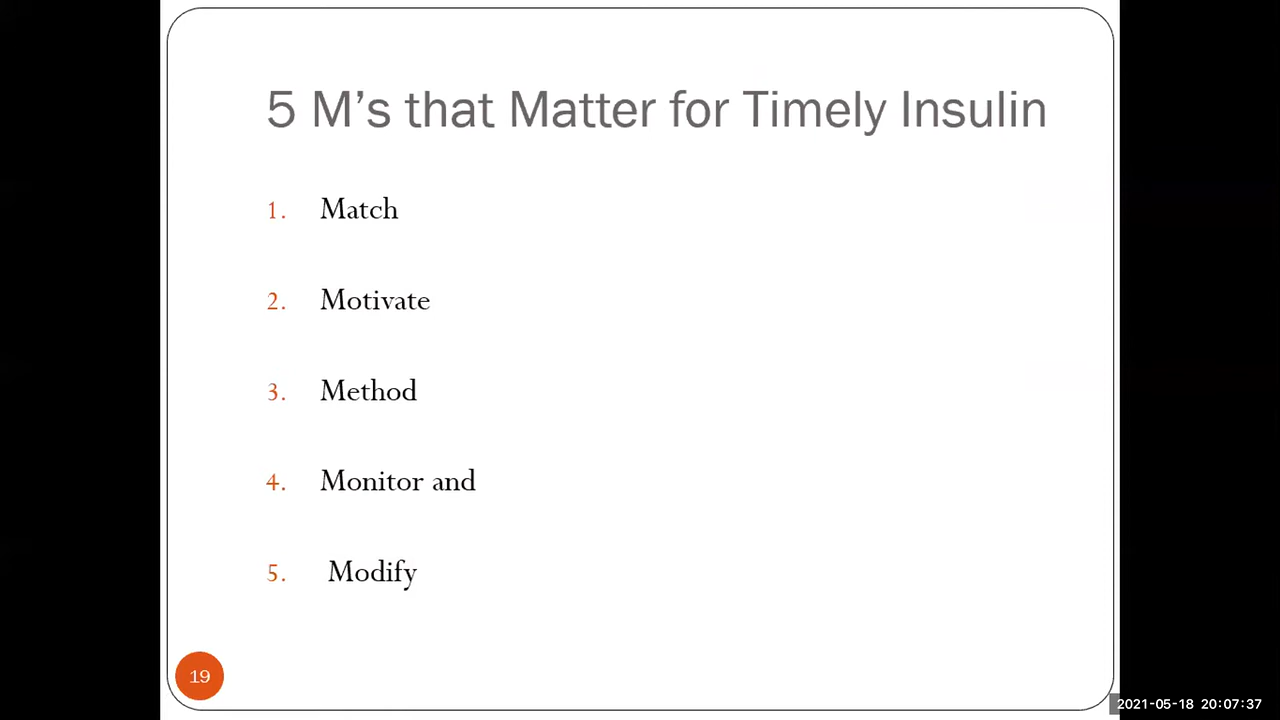 5 M’s that Matter for Timely Insulin
1. Match
2. Motivate
3. Method
4. Monitor and
5. Modify
19
2021-05-18 20:07:37